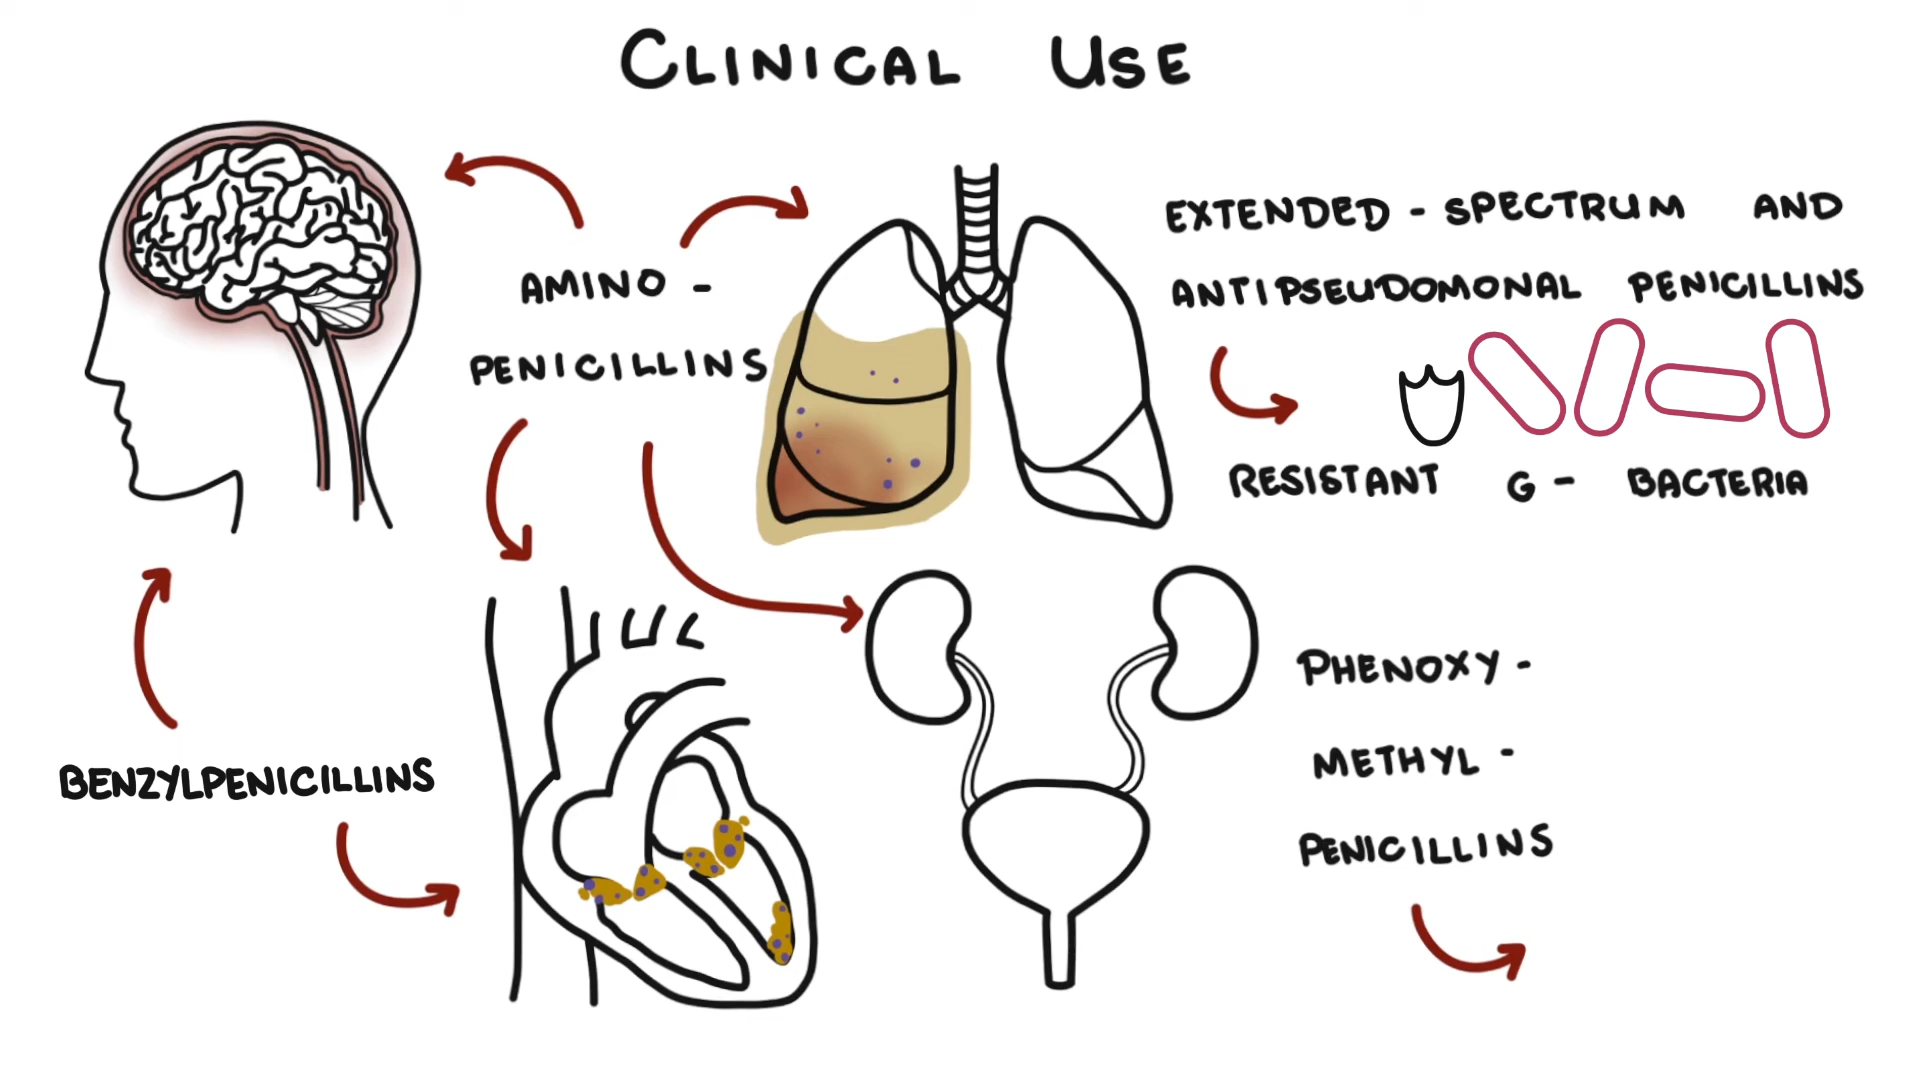 CLINICAL USE
AMINO-
PENICILLINS
EXTENDED-SPECTRUM AND
ANTIPSEUDOMONAL PENICILLINS
RESISTANT G- BACTERIA
BENZYLPENICILLINS
PHENOXY-
METHYL-
PENICILLINS